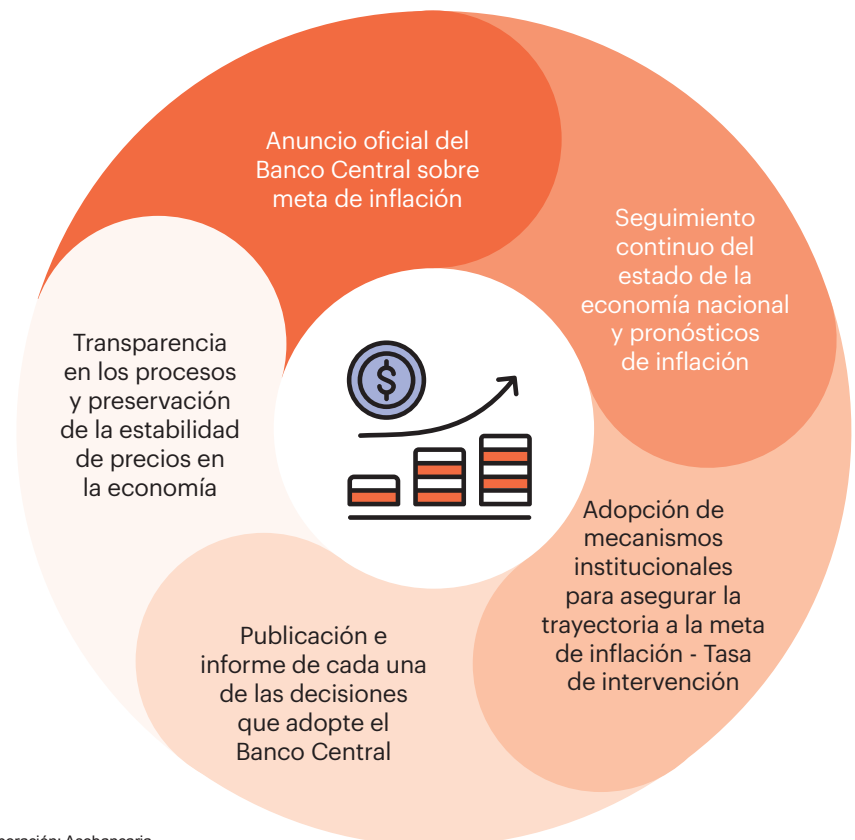 Anuncio oficial del
Banco Central sobre
meta de inflación
Seguimiento
continuo del
estado de la
economía nacional
y pronósticos
de inflación
Adopción de
mecanismos
institucionales
para asegurar la
trayectoria a la meta
de inflación - Tasa
de intervención
Publicación e
informe de cada una
de las decisiones
que adopte el
Banco Central
Transparencia
en los procesos
y preservación
de la estabilidad
de precios en
la economía
$